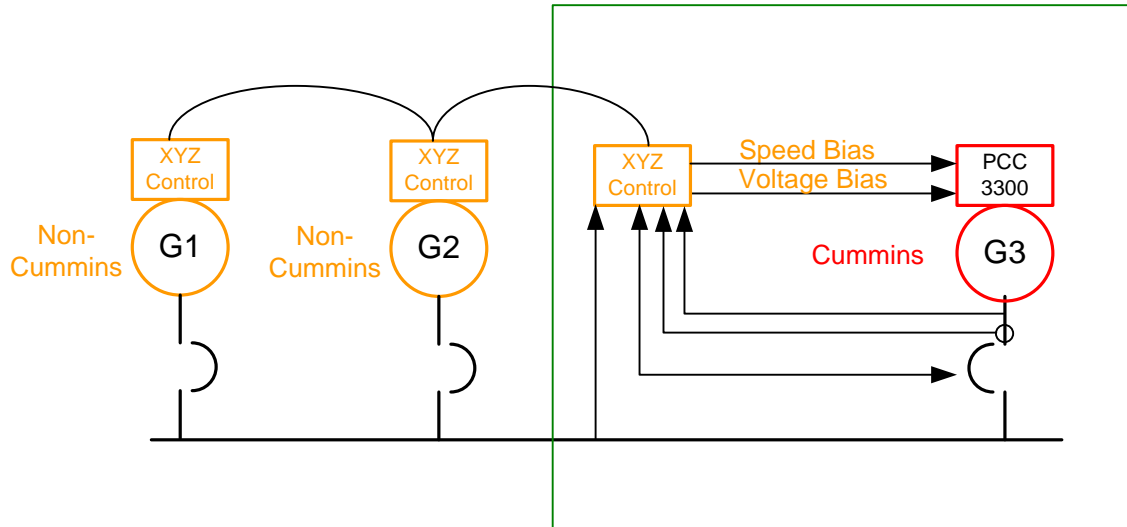 XYZ
Control
XYZ
Control
XYZ
Control
Speed Bias
Voltage Bias
PCC
3300
Non-
Cummins
G1
Non-
Cummins
G2
Cummins
G3